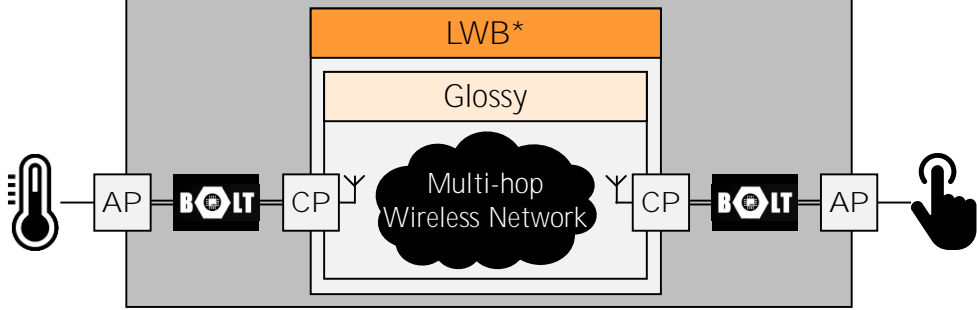 LWB*
Glossy
Multi-hop
Wireless Network
AP
BOLT
CP
CP
BOLT
AP